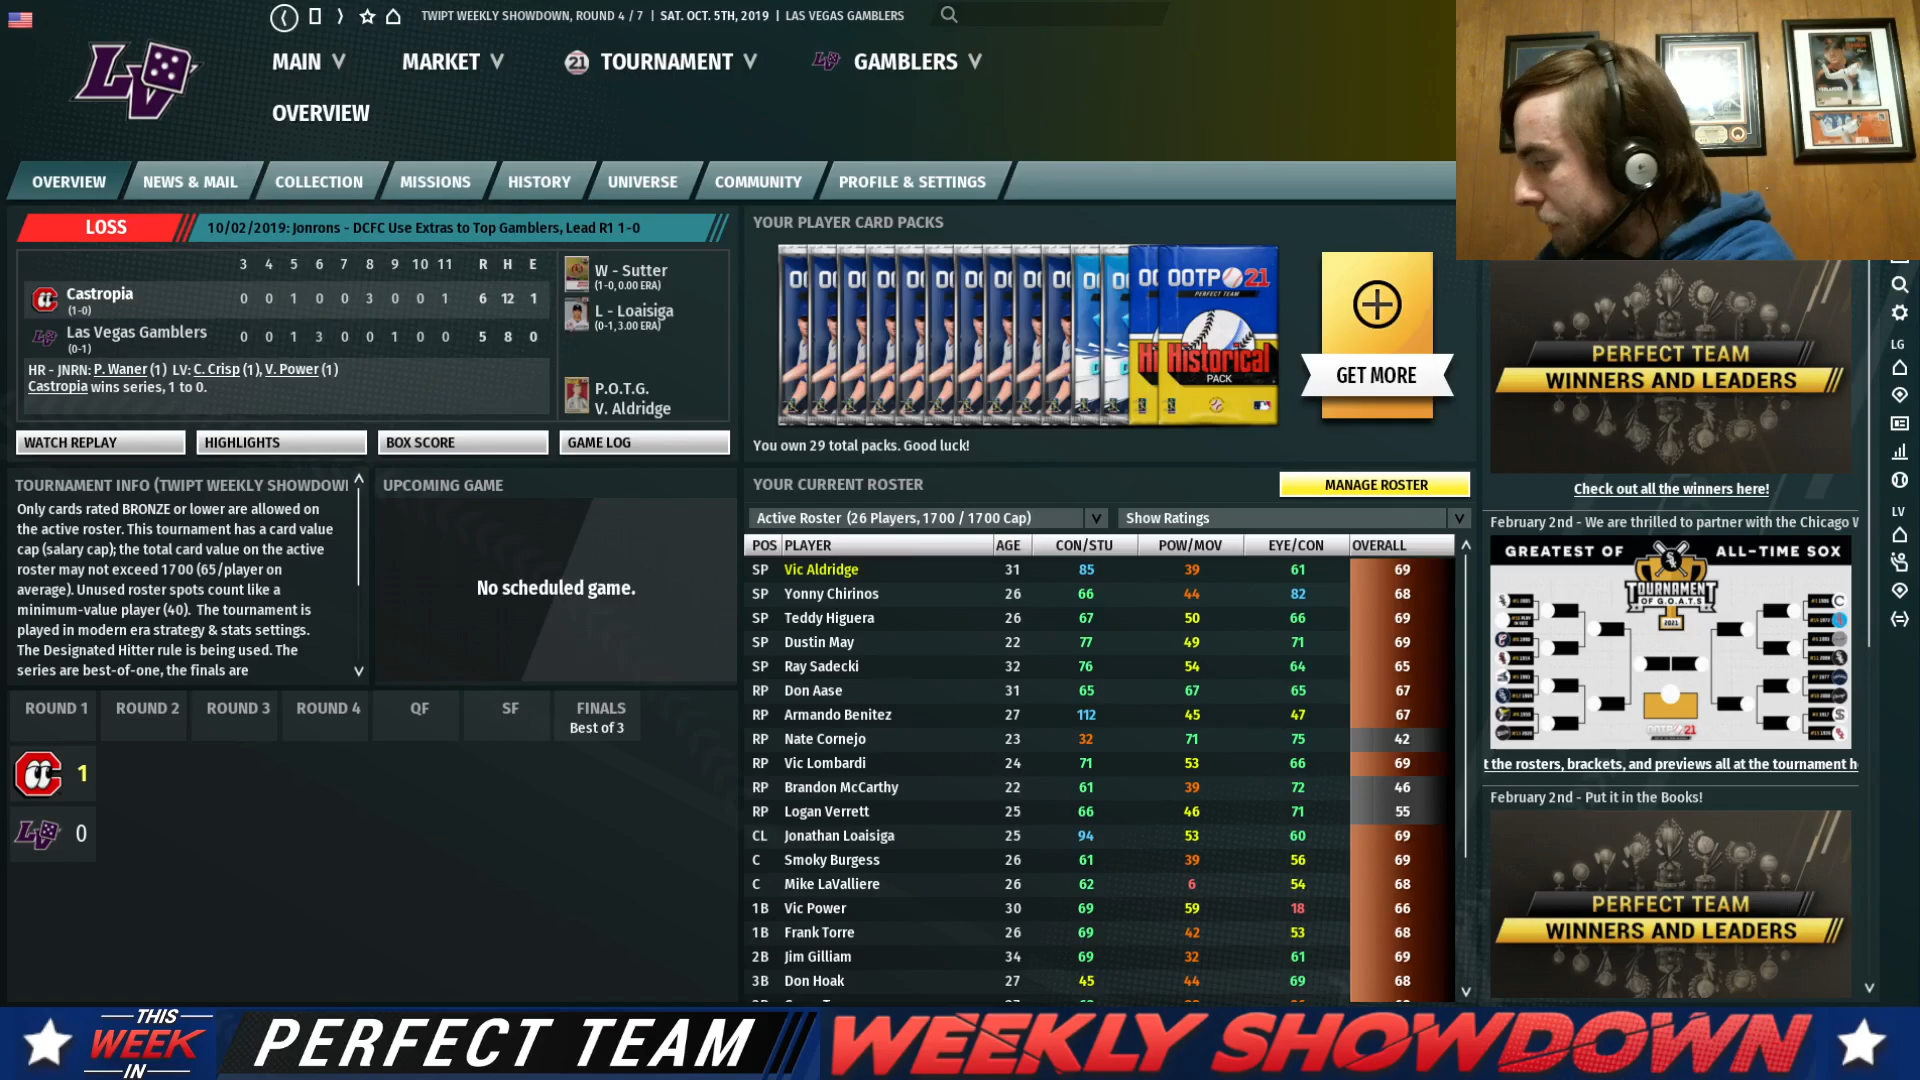 TWIPT WEEKLY SHOWDOWN, ROUND 4 / 7 | SAT. OCT. 5TH, 2019 | LAS VEGAS GAMBLERS
LV
MAIN
MARKET
21 TOURNAMENT
LV GAMBLERS
OVERVIEW
OVERVIEW
NEWS & MAIL
COLLECTION
MISSIONS
HISTORY
UNIVERSE
COMMUNITY
PROFILE & SETTINGS
LOSS
10/02/2019: Jonrons - DCFC Use Extras to Top Gamblers, Lead R1 1-0
3 4 5 6 7 8 9 10 11 R H E
Castropia 0 0 1 0 0 3 0 0 1 6 12 1
(1-0)
Las Vegas Gamblers 0 0 1 3 0 0 1 0 0 5 8 0
(0-1)
HR - JNRN: P. Waner (1) LV: C. Crisp (1), V. Power (1)
Castropia wins series, 1 to 0.
W - Sutter
(1-0, 0.00 ERA)
L - Loaisiga
(0-1, 3.00 ERA)
P.O.T.G.
V. Aldridge
WATCH REPLAY
HIGHLIGHTS
BOX SCORE
GAME LOG
YOUR PLAYER CARD PACKS
OOTP 21
PERFECT TEAM
Historical
PACK
GET MORE
You own 29 total packs. Good luck!
TOURNAMENT INFO (TWIPT WEEKLY SHOWDOW
Only cards rated BRONZE or lower are allowed on
the active roster. This tournament has a card value
cap (salary cap); the total card value on the active
roster may not exceed 1700 (65/player on
average). Unused roster spots count like a
minimum-value player (40). The tournament is
played in modern era strategy & stats settings.
The Designated Hitter rule is being used. The
series are best-of-one, the finals are
UPCOMING GAME
No scheduled game.
ROUND 1 ROUND 2 ROUND 3 ROUND 4 QF SF FINALS
Best of 3
1
LV 0
YOUR CURRENT ROSTER
MANAGE ROSTER
Active Roster (26 Players, 1700 / 1700 Cap)
Show Ratings
POS PLAYER AGE CON/STU POW/MOV EYE/CON OVERALL
SP Vic Aldridge 31 85 39 61 69
SP Yonny Chirinos 26 66 44 82 68
SP Teddy Higuera 26 67 50 66 69
SP Dustin May 22 77 49 71 69
SP Ray Sadecki 32 76 54 64 65
RP Don Aase 31 65 67 65 67
RP Armando Benitez 27 112 45 47 67
RP Nate Cornejo 23 32 71 75 42
RP Vic Lombardi 24 71 53 66 69
RP Brandon McCarthy 22 61 39 72 46
RP Logan Verrett 25 66 46 71 55
CL Jonathan Loaisiga 25 94 53 60 69
C Smoky Burgess 26 61 39 56 69
C Mike LaValliere 26 62 6 54 68
1B Vic Power 30 69 59 18 66
1B Frank Torre 26 69 42 53 68
2B Jim Gilliam 34 69 32 61 69
3B Don Hoak 27 45 44 69 68
PERFECT TEAM
WINNERS AND LEADERS
Check out all the winners here!
February 2nd - We are thrilled to partner with the Chicago W
GREATEST OF ALL-TIME SOX
TOURNAMENT
OF G.O.A.T.S
2021
t the rosters, brackets, and previews all at the tournament h
February 2nd - Put it in the Books!
PERFECT TEAM
WINNERS AND LEADERS
LG
LV
THIS
WEEK
IN
PERFECT TEAM
WEEKLY SHOWDOWN